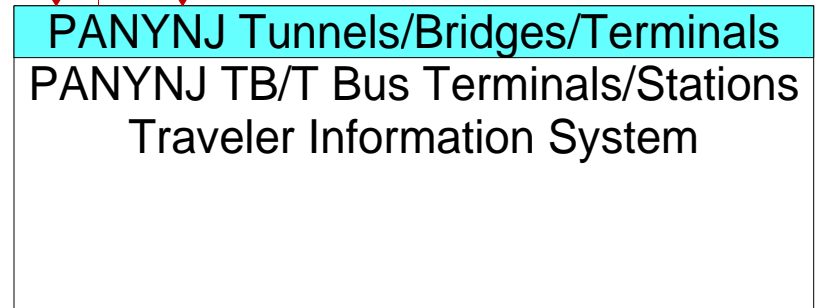 PANYNJ Tunnels/Bridges/Terminals
PANYNJ TB/T Bus Terminals/Stations
Traveler Information System